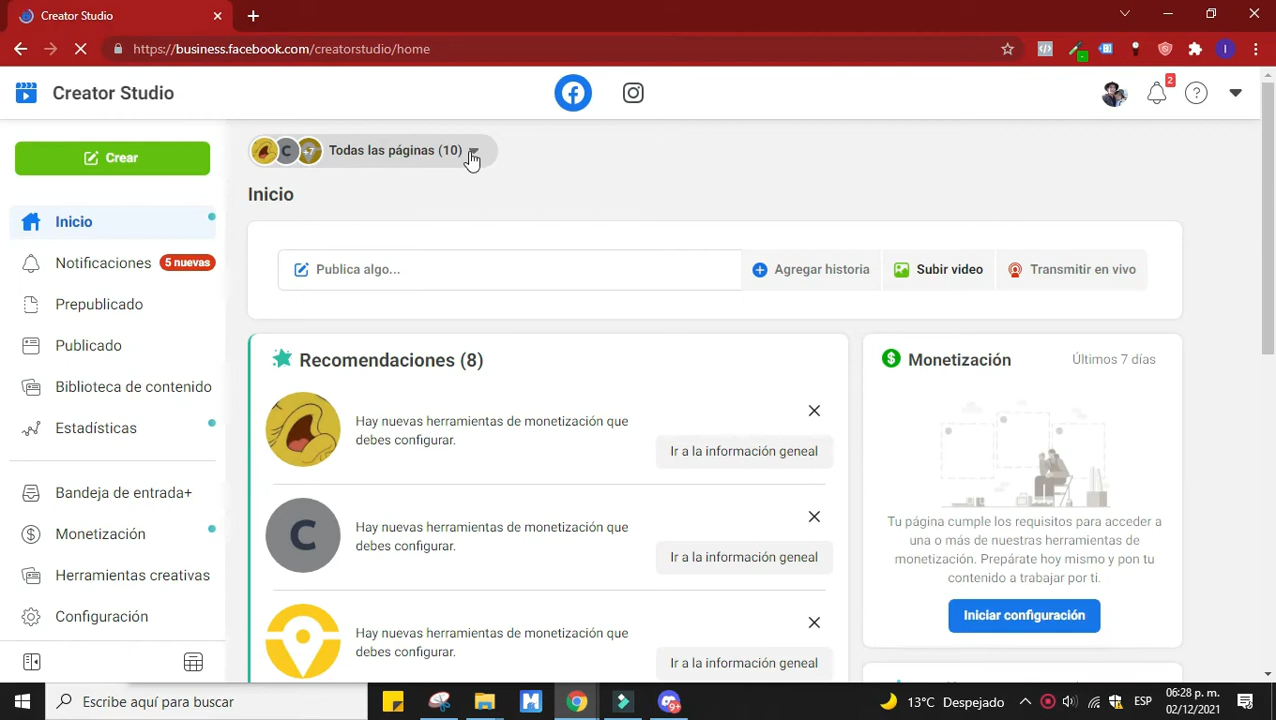 Creator Studio
https://business.facebook.com/creatorstudio/home
I
Creator Studio
2
Crear
C
+7
Todas las páginas (10)
Inicio
Inicio
Notificaciones
5 nuevas
Prepublicado
Publicado
Biblioteca de contenido
Estadísticas
Bandeja de entrada+
Monetización
Herramientas creativas
Configuración
Publica algo...
Agregar historia
Subir video
Transmitir en vivo
Recomendaciones (8)
Hay nuevas herramientas de monetización que
debes configurar.
Ir a la información geneal
C
Hay nuevas herramientas de monetización que
debes configurar.
Ir a la información geneal
Hay nuevas herramientas de monetización que
debes configurar.
Ir a la información geneal
Monetización
Últimos 7 días
Tu página cumple los requisitos para acceder a
una o más de nuestras herramientas de
monetización. Prepárate hoy mismo y pon tu
contenido a trabajar por ti.
Iniciar configuración
Escribe aquí para buscar
13°C Despejado
ESP
06:28 p. m.
02/12/2021